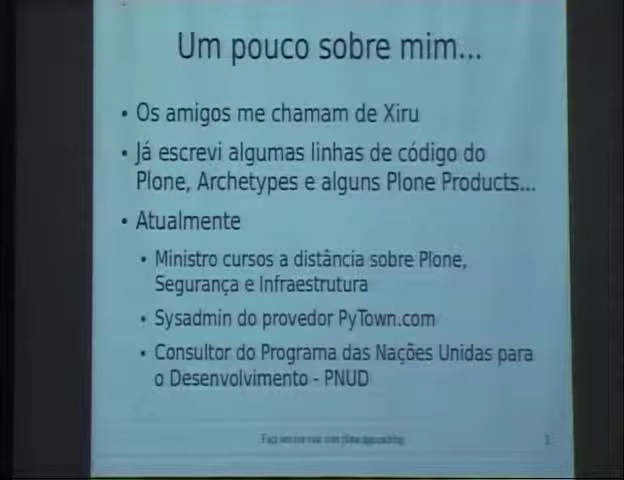 Um pouco sobre mim...
• Os amigos me chamam de Xiru
• Já escrevi algumas linhas de código do
Plone, Archetypes e alguns Plone Products...
• Atualmente
• Ministro cursos a distância sobre Plone,
Segurança e Infraestrutura
• Sysadmin do provedor PyTown.com
• Consultor do Programa das Nações Unidas para
o Desenvolvimento - PNUD